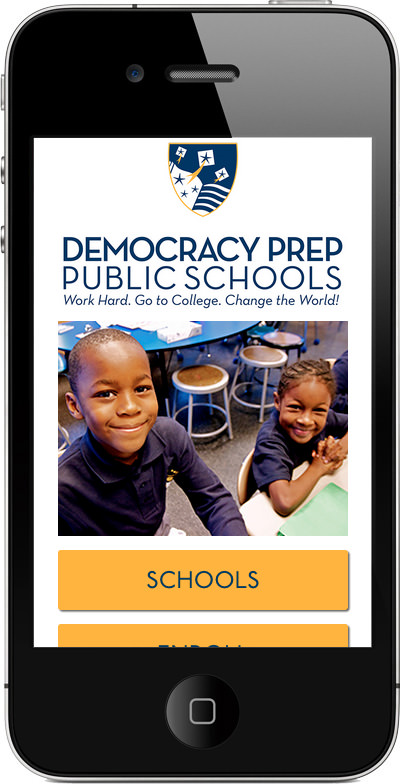 DEMOCRACY PREP
PUBLIC SCHOOLS
Work Hard. Go to College. Change the World!
SCHOOLS